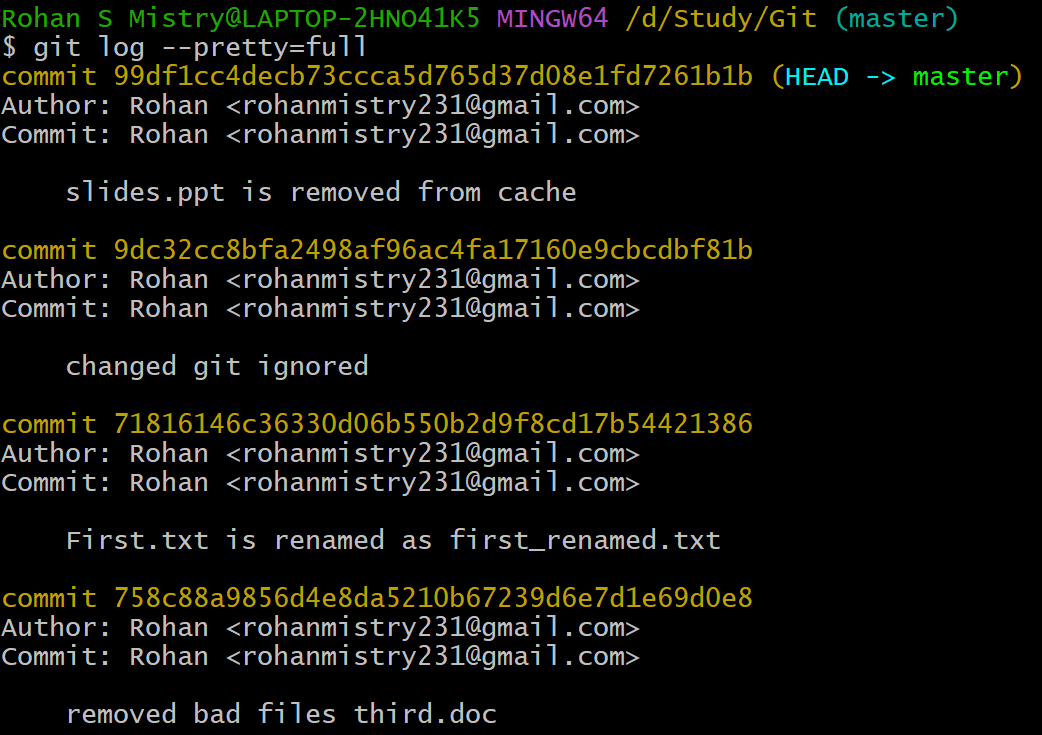 Rohan S Mistry@LAPTOP-2HNO41K5 MINGW64 /d/Study/Git (master)
$ git log --pretty=full
commit 99df1cc4decb73ccca5d765d37d08e1fd7261b1b (HEAD -> master)
Author: Rohan <rohanmistry231@gmail.com>
Commit: Rohan <rohanmistry231@gmail.com>
slides.ppt is removed from cache
commit 9dc32cc8bfa2498af96ac4fa17160e9cbcdbf81b
Author: Rohan <rohanmistry231@gmail.com>
Commit: Rohan <rohanmistry231@gmail.com>
changed git ignored
commit 71816146c36330d06b550b2d9f8cd17b54421386
Author: Rohan <rohanmistry231@gmail.com>
Commit: Rohan <rohanmistry231@gmail.com>
First.txt is renamed as first_renamed.txt
commit 758c88a9856d4e8da5210b67239d6e7d1e69d0e8
Author: Rohan <rohanmistry231@gmail.com>
Commit: Rohan <rohanmistry231@gmail.com>
removed bad files third.doc